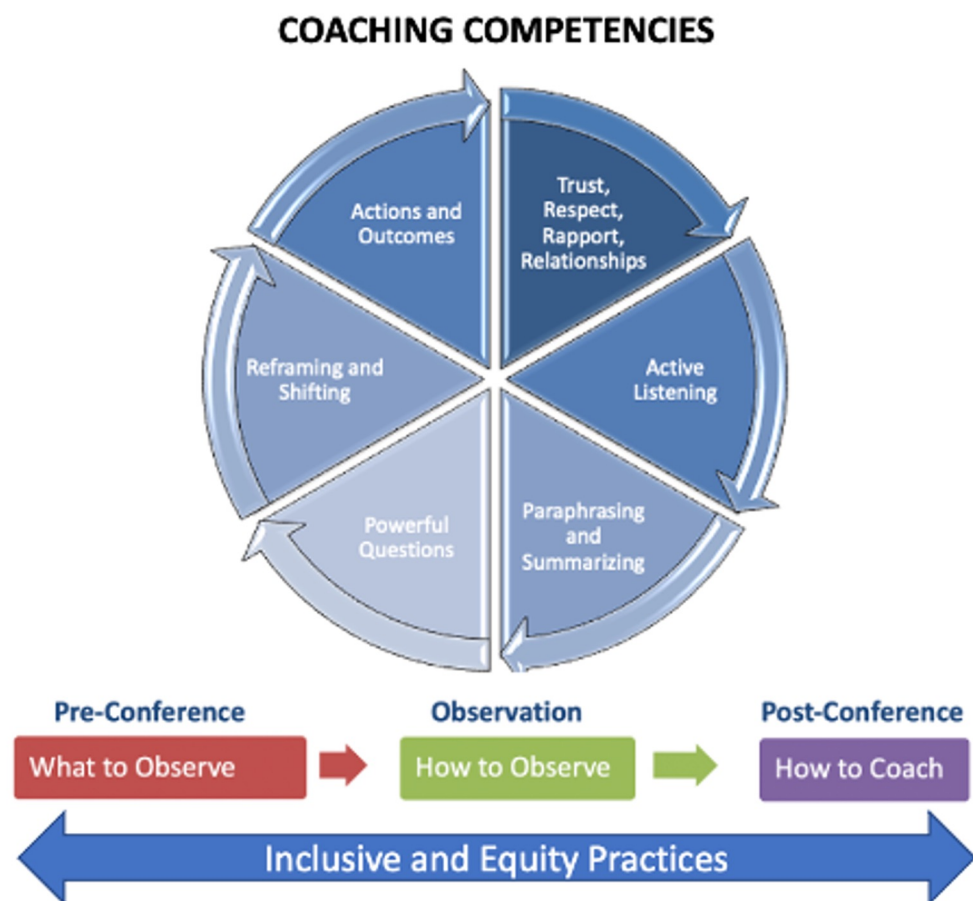 COACHING COMPETENCIES
Trust,
Respect,
Rapport,
Relationships
Active
Listening
Paraphrasing
and
Summarizing
Powerful
Questions
Reframing and
Shifting
Actions and
Outcomes
Pre-Conference
Observation
Post-Conference
What to Observe
How to Observe
How to Coach
Inclusive and Equity Practices